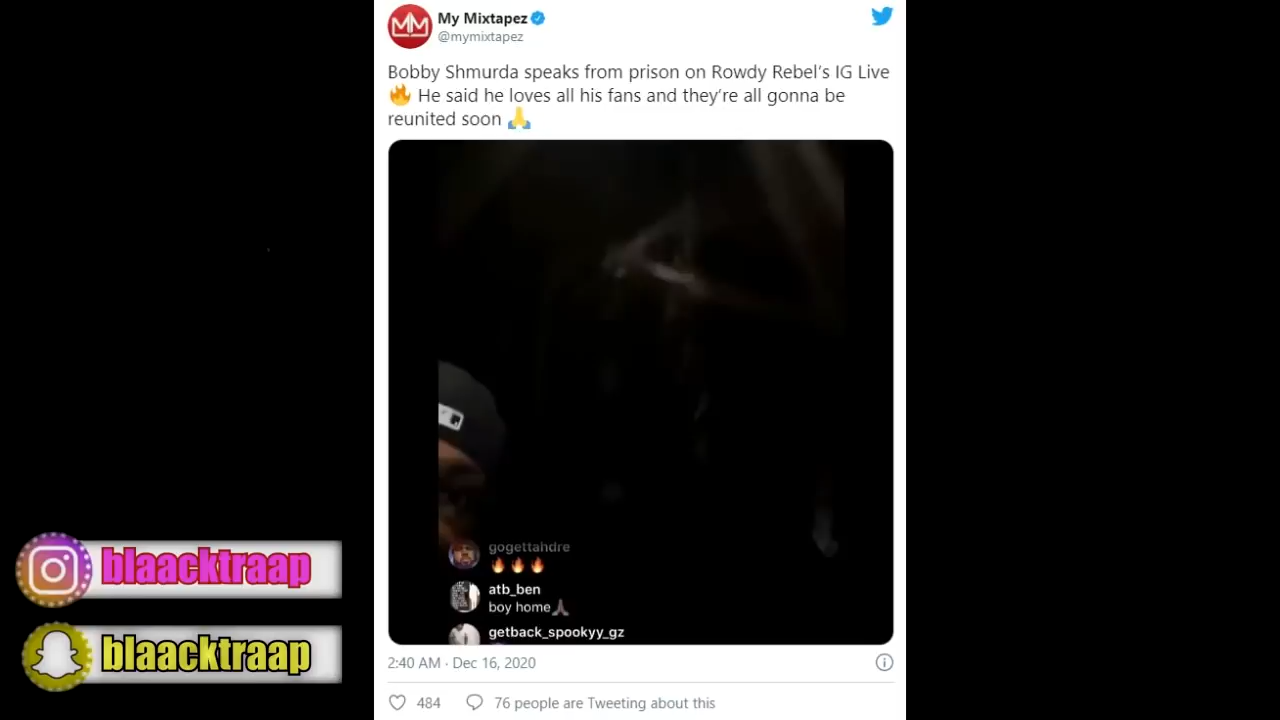 My Mixtapez
@mymixtapez
Bobby Shmurda speaks from prison on Rowdy Rebel's IG Live
🔥 He said he loves all his fans and they're all gonna be
reunited soon 🙏
gogettahdre
🔥🔥🔥
atb_ben
boy home🙏🏿
getback_spookyy_gz
2:40 AM · Dec 16, 2020
484
76 people are Tweeting about this
blaacktraap
blaacktraap